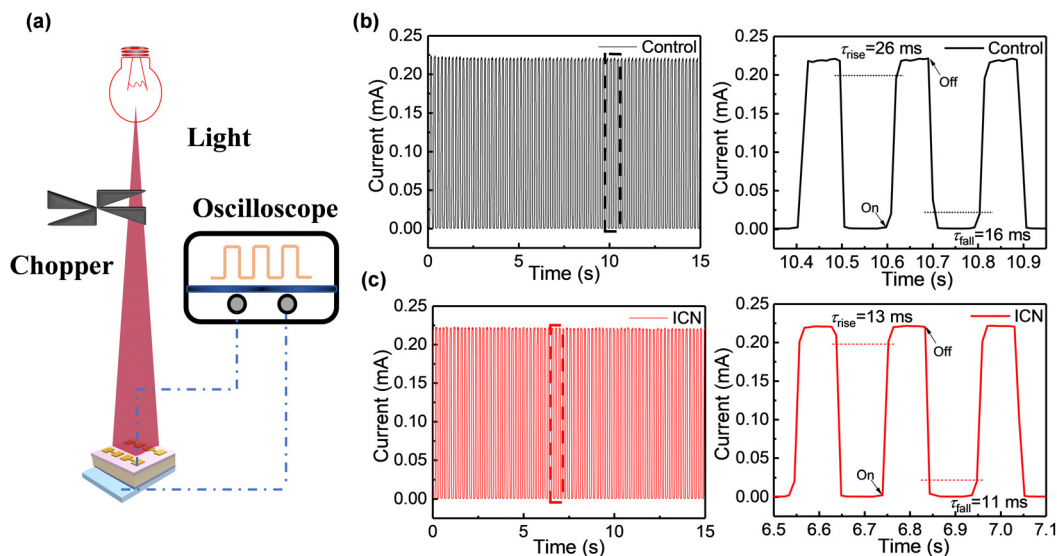 (a)
Light
Chopper
Oscilloscope
(b)
Current (mA)
0.25
0.20
0.15
0.10
0.05
0.00
Control
0 5 10 15
Time (s)
Current (mA)
0.25
0.20
0.15
0.10
0.05
0.00
τrise=26 ms
Control
Off
On
τfall=16 ms
10.4 10.5 10.6 10.7 10.8 10.9
Time (s)
(c)
Current (mA)
0.25
0.20
0.15
0.10
0.05
0.00
ICN
0 5 10 15
Time (s)
Current (mA)
0.25
0.20
0.15
0.10
0.05
0.00
τrise=13 ms
ICN
Off
On
τfall=11 ms
6.5 6.6 6.7 6.8 6.9 7.0 7.1
Time (s)